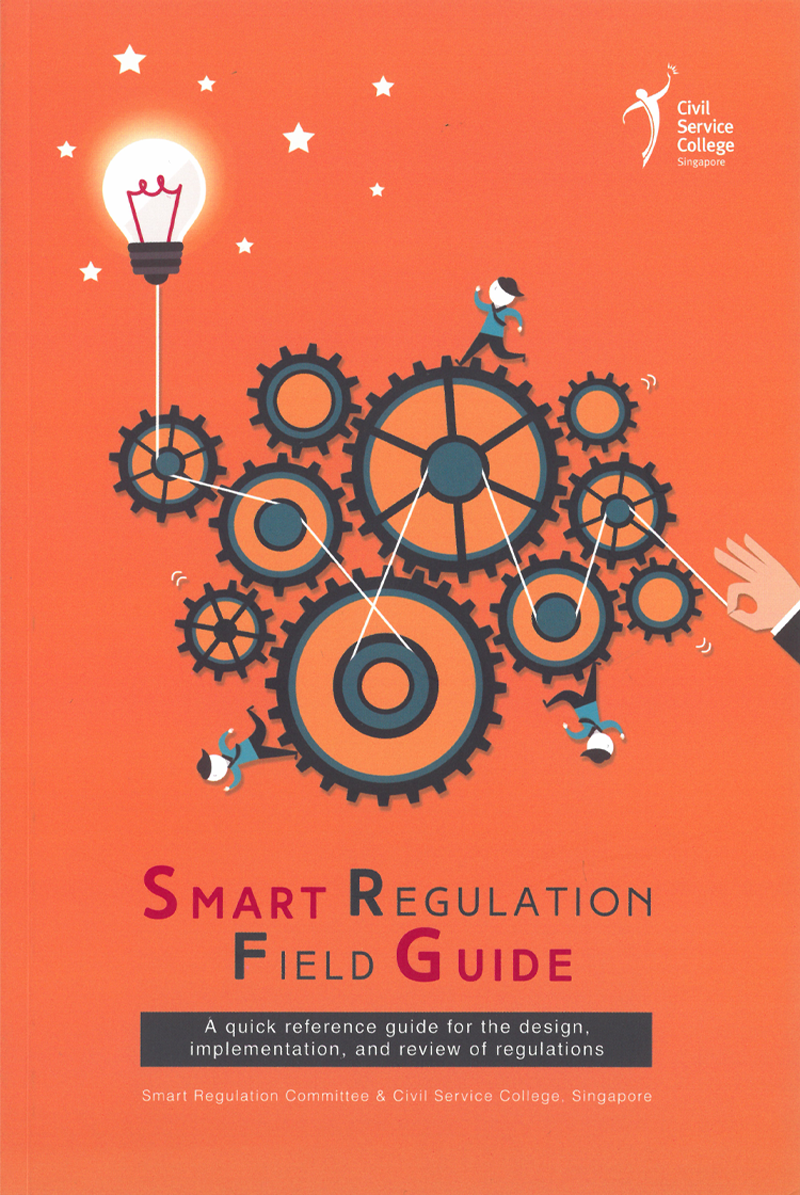 Civil
Service
College
Singapore
SMART REGULATION
FIELD GUIDE
A quick reference guide for the design,
implementation, and review of regulations
Smart Regulation Committee & Civil Service College, Singapore